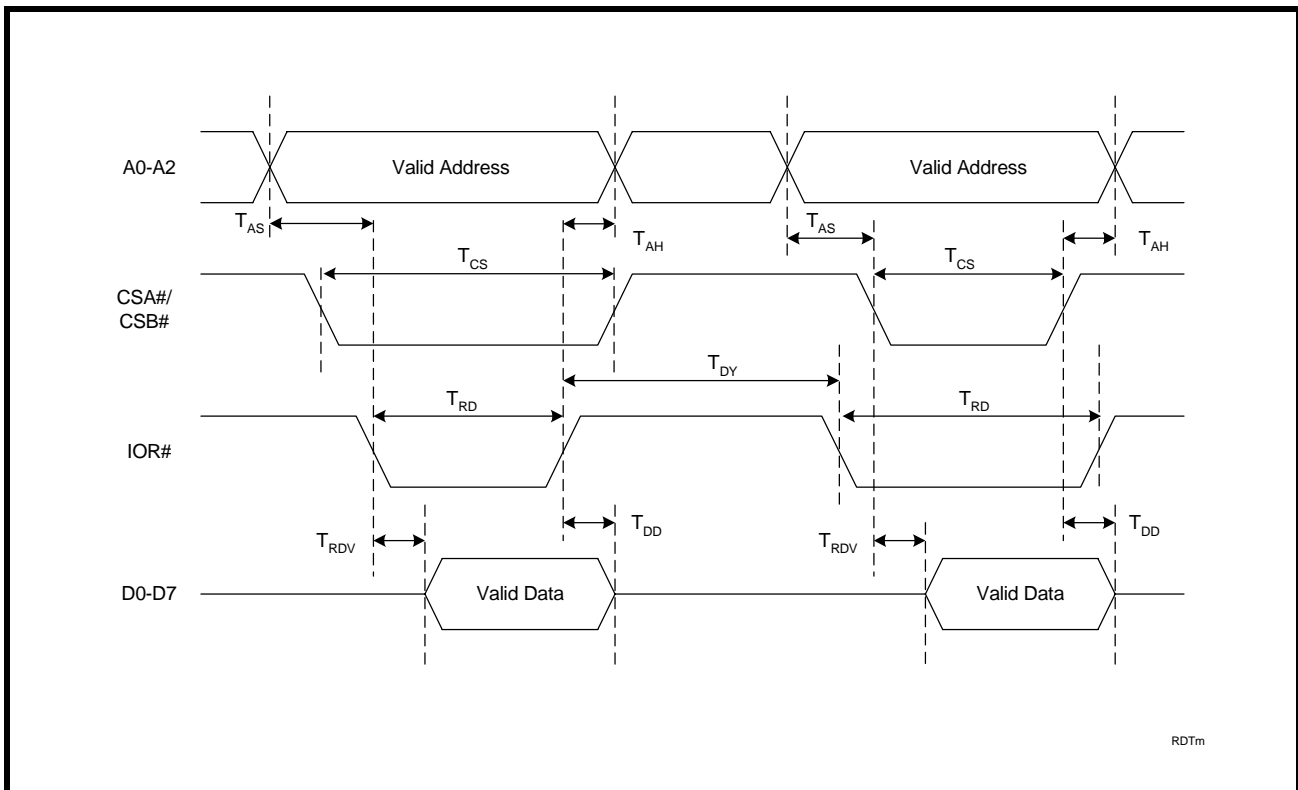 A0-A2
Valid Address
Valid Address
TAS
TAH
TAS
TAH
CSA#/
CSB#
TCS
TCS
TDY
IOR#
TRD
TRD
TRDV
TDD
TRDV
TDD
D0-D7
Valid Data
Valid Data
RDTm